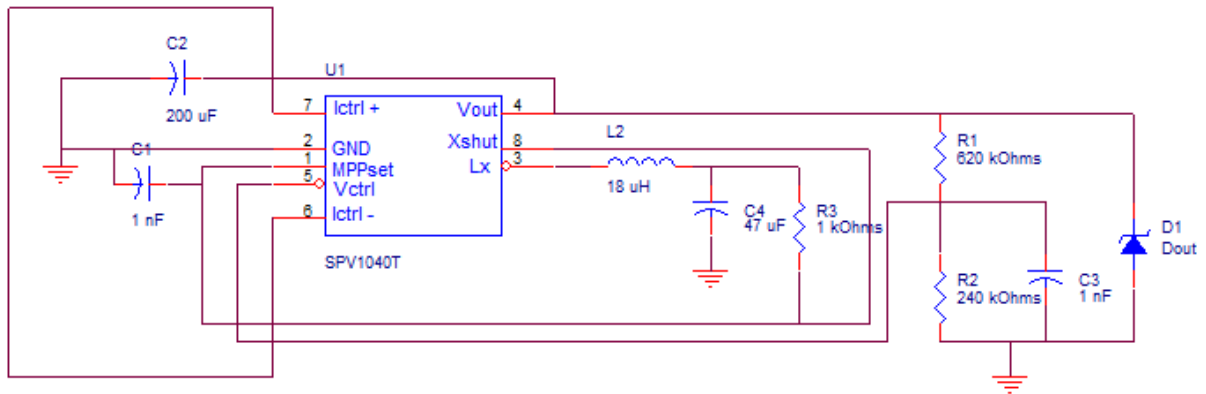 C2
200 uF
C1
1 nF
U1
7 Ictrl +
2 GND
1 MPPset
5 Vctrl
6 Ictrl -
Vout 4
Xshut 8
Lx 3
SPV1040T
L2
18 uH
C4
47 uF
R3
1 kOhms
R1
620 kOhms
R2
240 kOhms
C3
1 nF
D1
Dout